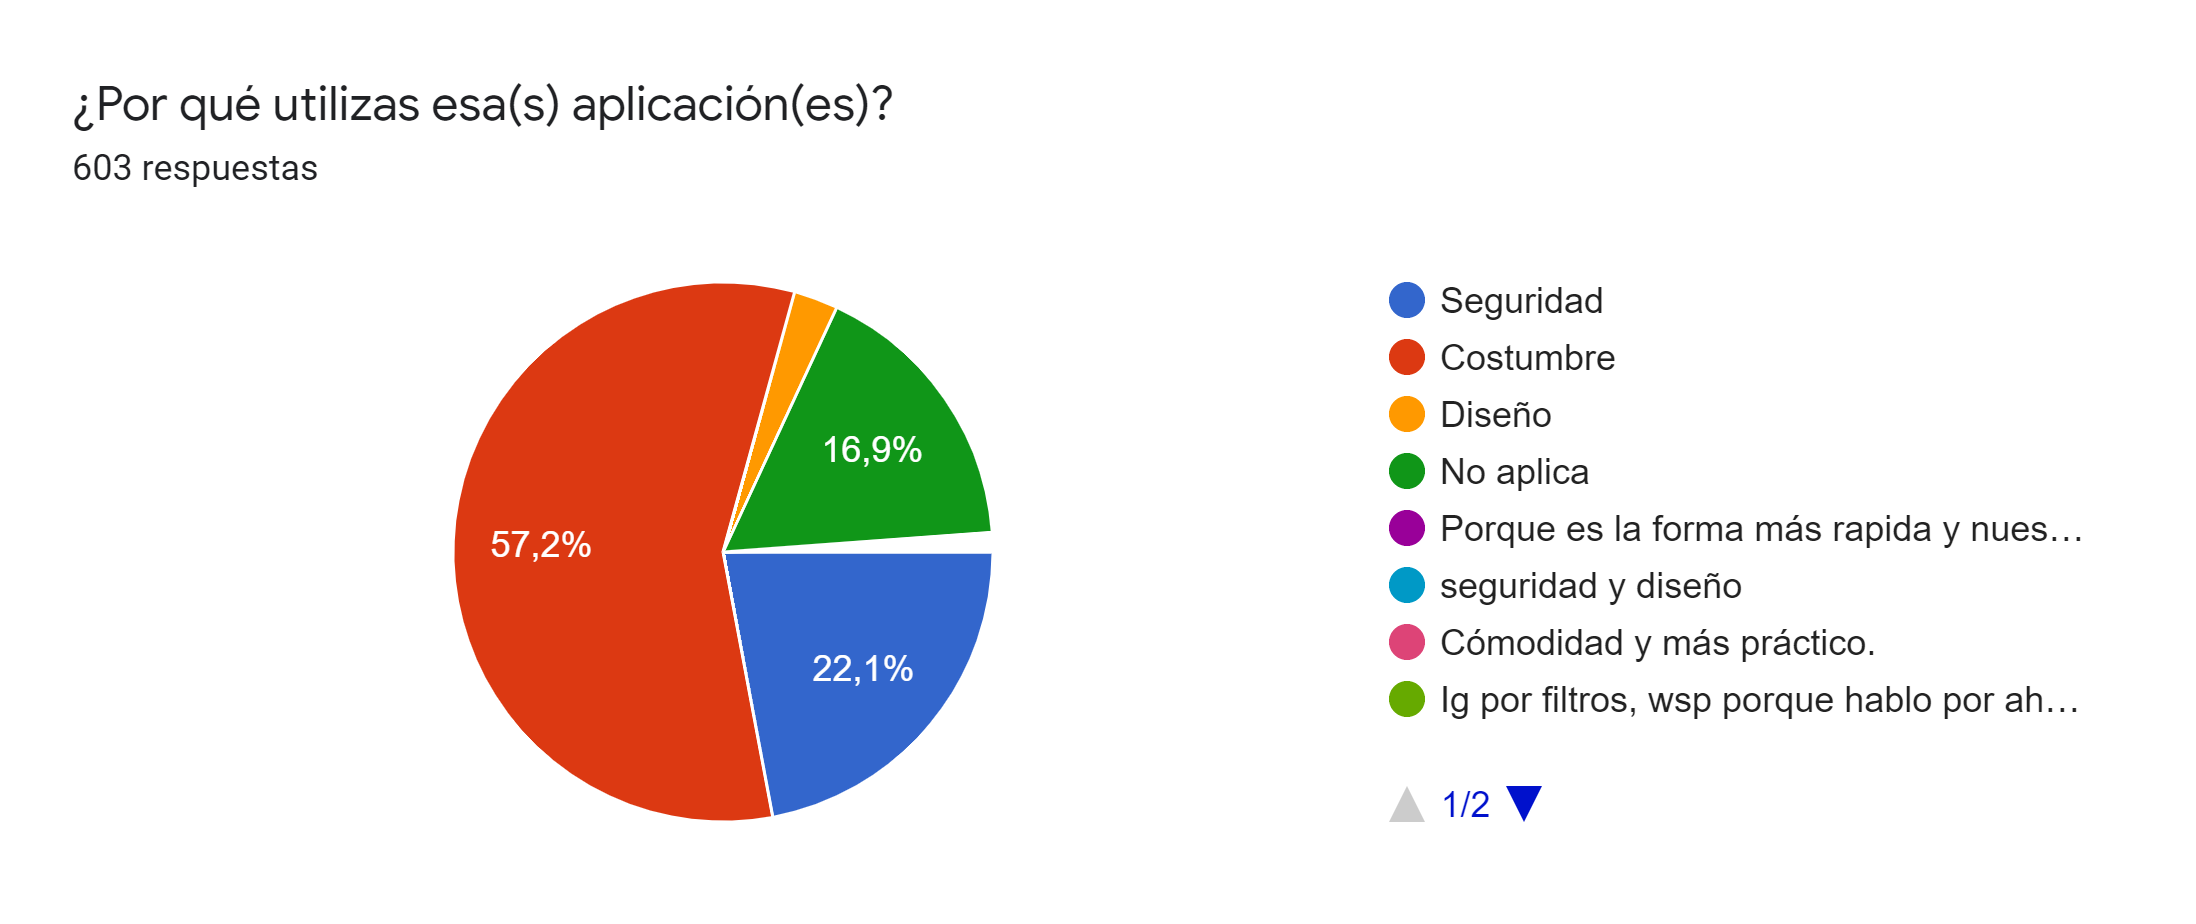 ¿Por qué utilizas esa(s) aplicación(es)?
603 respuestas
16,9%
57,2%
22,1%
Seguridad
Costumbre
Diseño
No aplica
Porque es la forma más rapida y nues…
seguridad y diseño
Cómodidad y más práctico.
Ig por filtros, wsp porque hablo por ah…
1/2